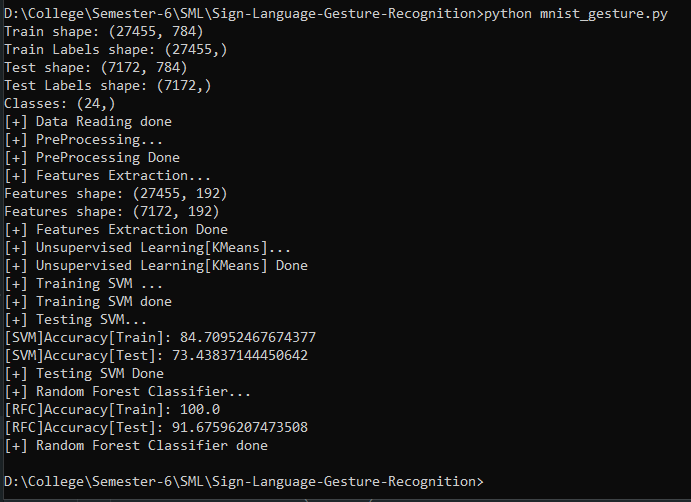 D:\College\Semester-6\SML\Sign-Language-Gesture-Recognition>python mnist_gesture.py
Train shape: (27455, 784)
Train Labels shape: (27455,)
Test shape: (7172, 784)
Test Labels shape: (7172,)
Classes: (24,)
[+] Data Reading done
[+] PreProcessing...
[+] PreProcessing Done
[+] Features Extraction...
Features shape: (27455, 192)
Features shape: (7172, 192)
[+] Features Extraction Done
[+] Unsupervised Learning[KMeans]...
[+] Unsupervised Learning[KMeans] Done
[+] Training SVM ...
[+] Training SVM done
[+] Testing SVM...
[SVM]Accuracy[Train]: 84.70952467674377
[SVM]Accuracy[Test]: 73.43837144450642
[+] Testing SVM Done
[+] Random Forest Classifier...
[RFC]Accuracy[Train]: 100.0
[RFC]Accuracy[Test]: 91.67596207473508
[+] Random Forest Classifier done
D:\College\Semester-6\SML\Sign-Language-Gesture-Recognition>